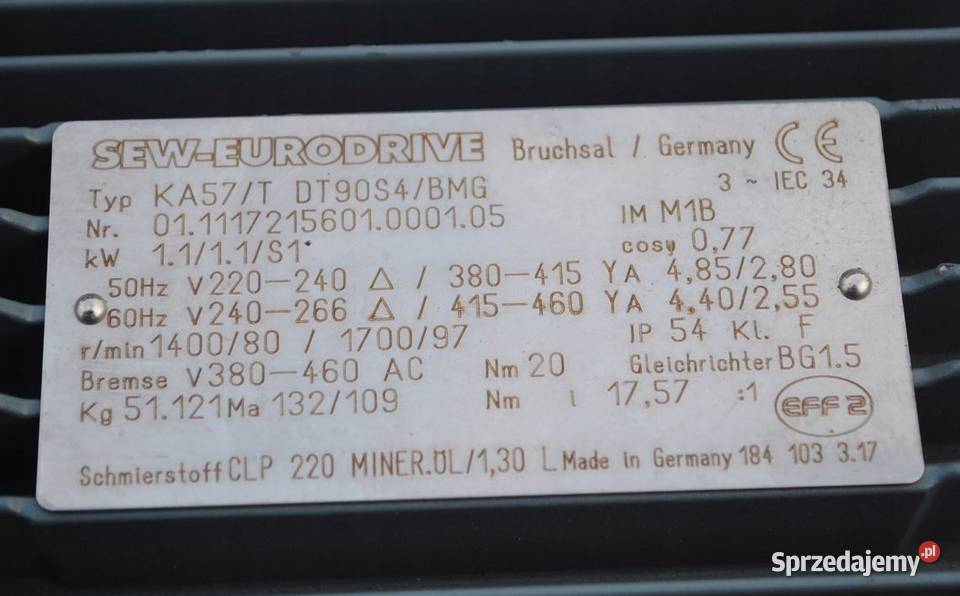 SEW-EURODRIVE Bruchsal / Germany CE
Typ KA57/T DT90S4/BMG 3 ~ IEC 34
Nr. 01.1117215601.0001.05 IM M1B
kW 1.1/1.1/S1 cosφ 0,77
50Hz V220-240 Δ / 380-415 Y A 4,85/2,80
60Hz V240-266 Δ / 415-460 Y A 4,40/2,55
r/min 1400/80 / 1700/97 IP 54 Kl. F
Bremse V380-460 AC Nm 20 Gleichrichter BG1.5
Kg 51.121 Ma 132/109 Nm i 17,57 :1 EFF 2
Schmierstoff CLP 220 MINER.ÖL/1,30 L Made in Germany 184 103 3.17
Sprzedajemy.pl